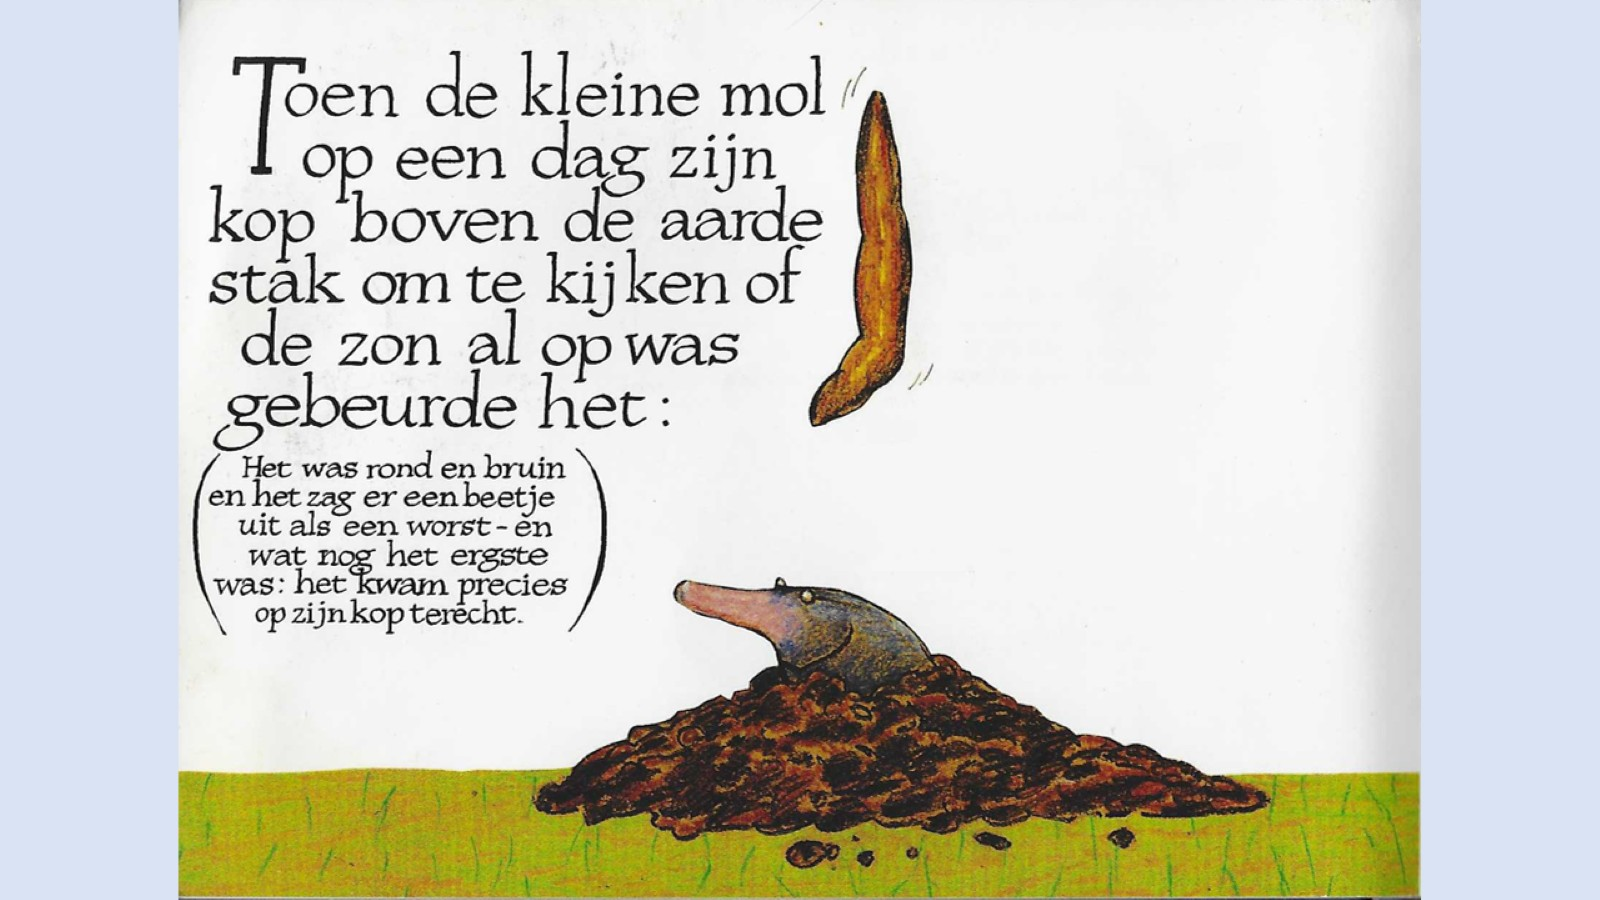 Toen de kleine mol
op een dag zijn
kop boven de aarde
stak om te kijken of
de zon al op was
gebeurde het:
(Het was rond en bruin
en het zag er een beetje
uit als een worst - en
wat nog het ergste
was: het kwam precies
op zijn kop terecht.)